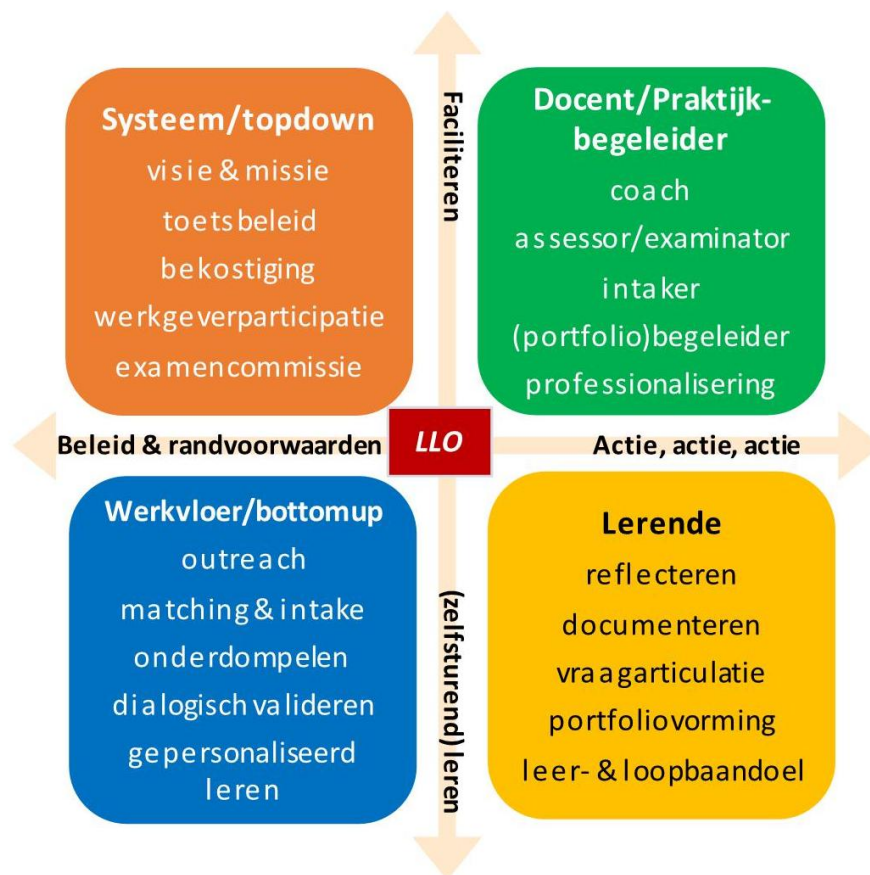 Systeem/topdown
visie & missie
toetsbeleid
bekostiging
werkgeverparticipatie
examencommissie
Faciliteren
Docent/Praktijk-
begeleider
coach
assessor/examinator
intaker
(portfolio)begeleider
professionalisering
Beleid & randvoorwaarden
LLO
Actie, actie, actie
Werkvloer/bottomup
outreach
matching & intake
onderdompelen
dialogisch valideren
gepersonaliseerd
leren
(zelfsturend) leren
Lerende
reflecteren
documenteren
vraagarticulatie
portfoliovorming
leer- & loopbaandoel